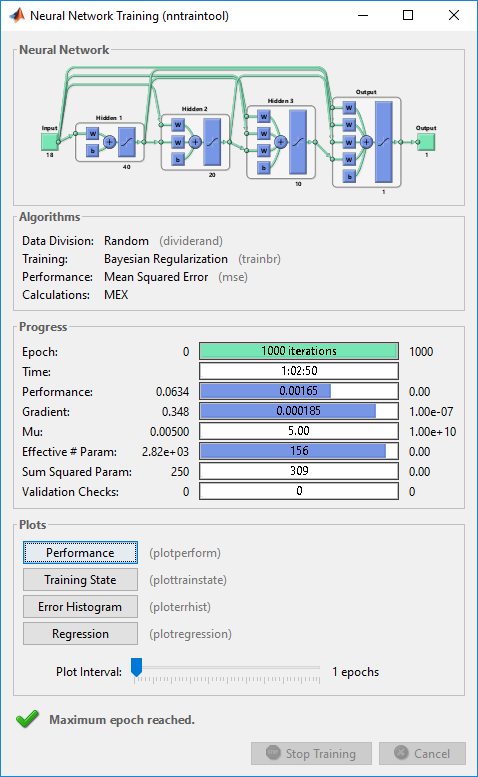 Neural Network Training (nntraintool)
Neural Network
Input
18
Hidden 1
W
b
40
Hidden 2
W
W
b
20
Hidden 3
W
W
W
b
10
Output
W
W
W
W
b
1
Output
1
Algorithms
Data Division: Random (dividerand)
Training: Bayesian Regularization (trainbr)
Performance: Mean Squared Error (mse)
Calculations: MEX
Progress
Epoch: 0 1000 iterations 1000
Time: 1:02:50
Performance: 0.0634 0.00165 0.00
Gradient: 0.348 0.000185 1.00e-07
Mu: 0.00500 5.00 1.00e+10
Effective # Param: 2.82e+03 156 0.00
Sum Squared Param: 250 309 0.00
Validation Checks: 0 0 0
Plots
Performance (plotperform)
Training State (plottrainstate)
Error Histogram (ploterrhist)
Regression (plotregression)
Plot Interval: 1 epochs
Maximum epoch reached.
Stop Training
Cancel